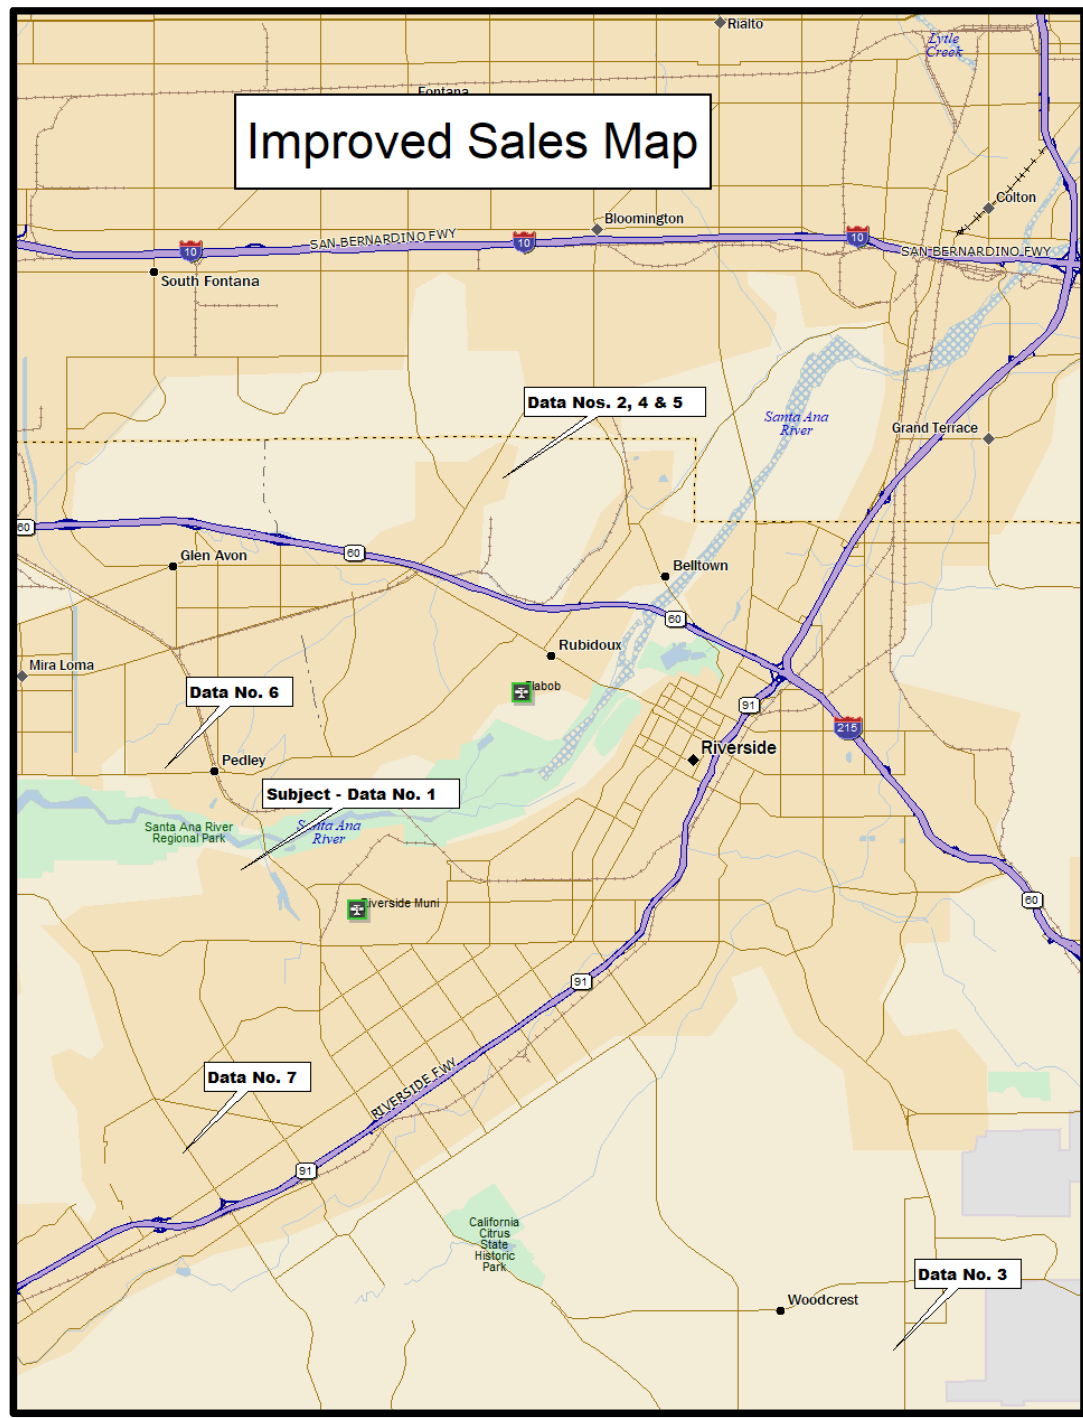 Rialto
Lytle
Creek
Fontana
Improved Sales Map
Colton
Bloomington
SAN BERNARDINO FWY
10
10
10
SAN BERNARDINO FWY
South Fontana
Data Nos. 2, 4 & 5
Santa Ana
River
Grand Terrace
60
60
Glen Avon
Belltown
60
Rubidoux
Mira Loma
Data No. 6
Flabob
91
215
Riverside
Pedley
Subject - Data No. 1
Santa Ana River
Regional Park
Santa Ana
River
Riverside Muni
60
91
RIVERSIDE FWY
Data No. 7
91
California
Citrus
State
Historic
Park
Data No. 3
Woodcrest